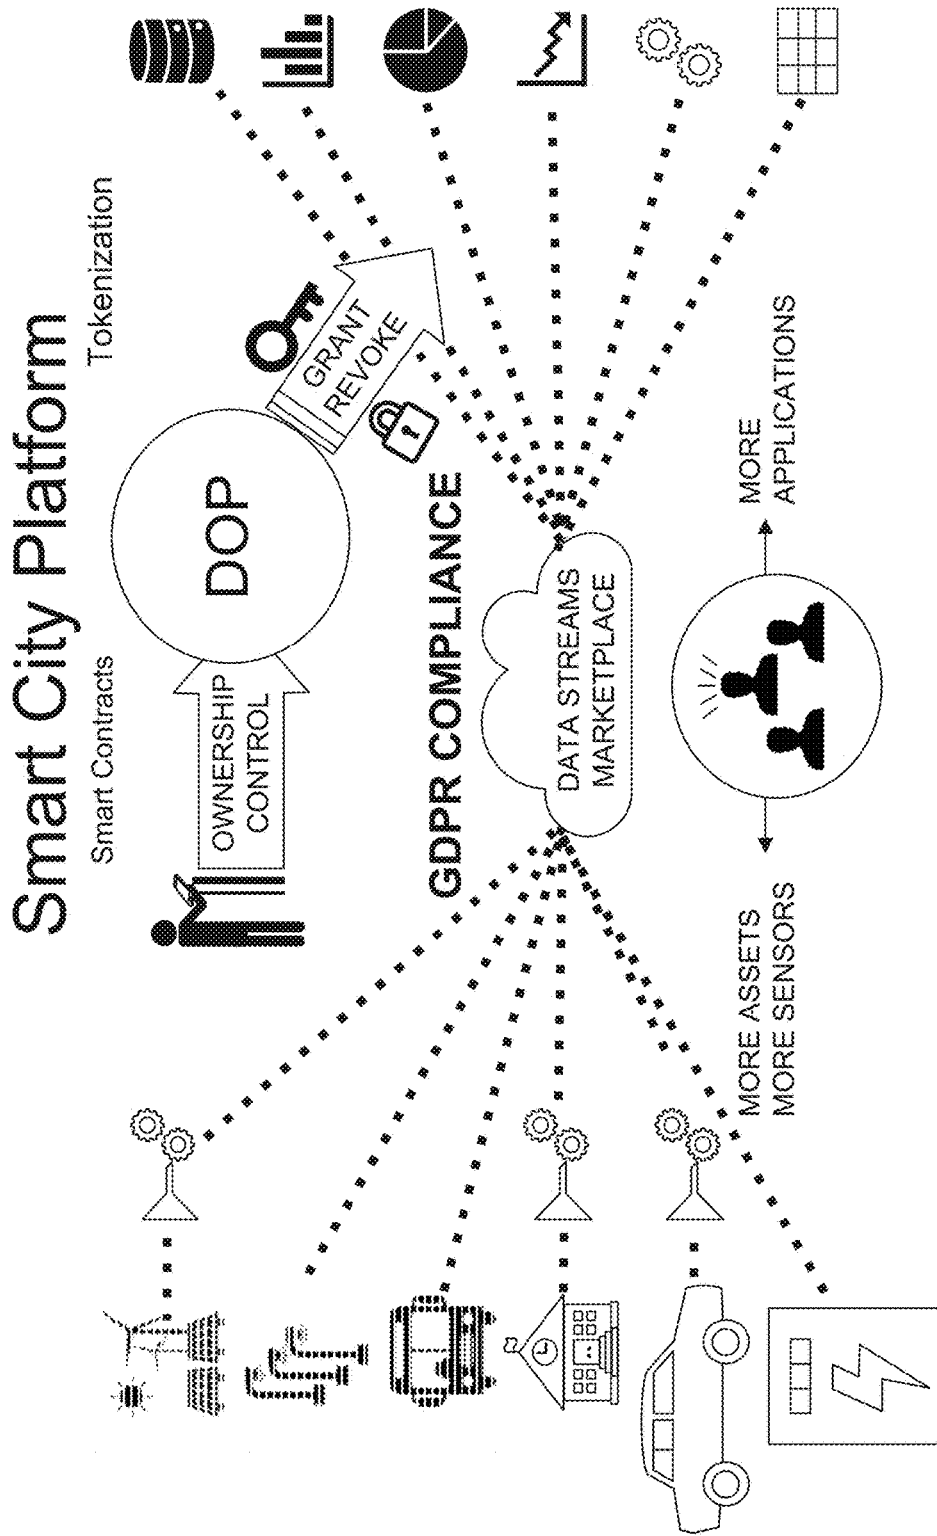 Smart City Platform
Smart Contracts
Tokenization
OWNERSHIP
CONTROL
DOP
GRANT
REVOKE
GDPR COMPLIANCE
DATA STREAMS
MARKETPLACE
MORE ASSETS
MORE SENSORS
MORE
APPLICATIONS